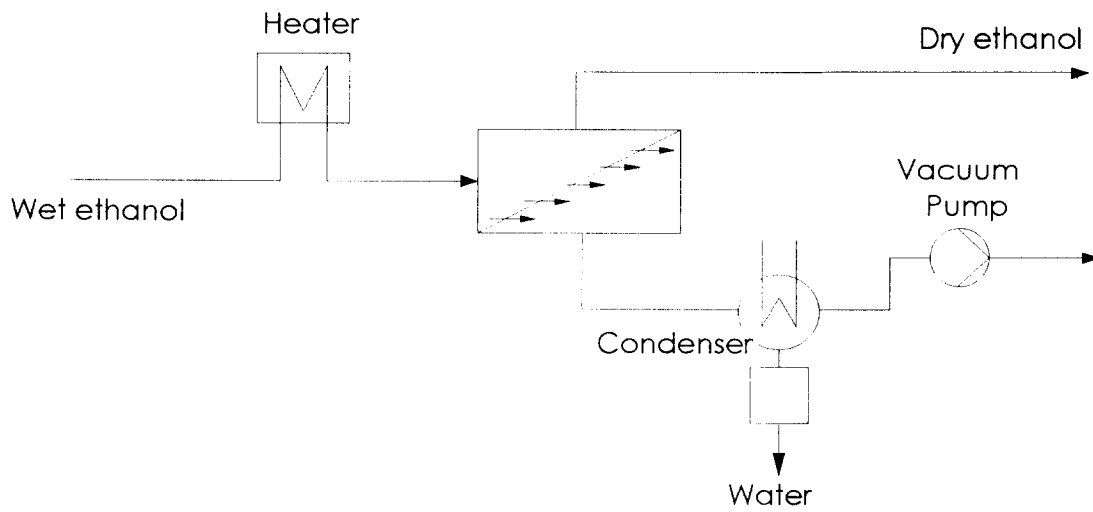 Heater
Dry ethanol
Wet ethanol
Vacuum
Pump
Condenser
Water